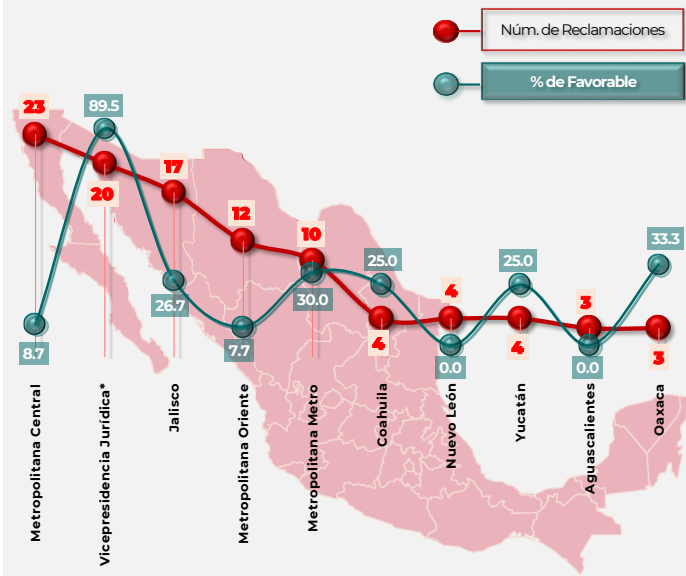 Núm. de Reclamaciones
% de Favorable
23
89.5
20
17
12
10
25.0
4
25.0
3
33.3
8.7
26.7
7.7
30.0
4
0.0
4
0.0
3
Metropolitana Central
Vicepresidencia Jurídica*
Jalisco
Metropolitana Oriente
Metropolitana Metro
Coahuila
Nuevo León
Yucatán
Aguascalientes
Oaxaca